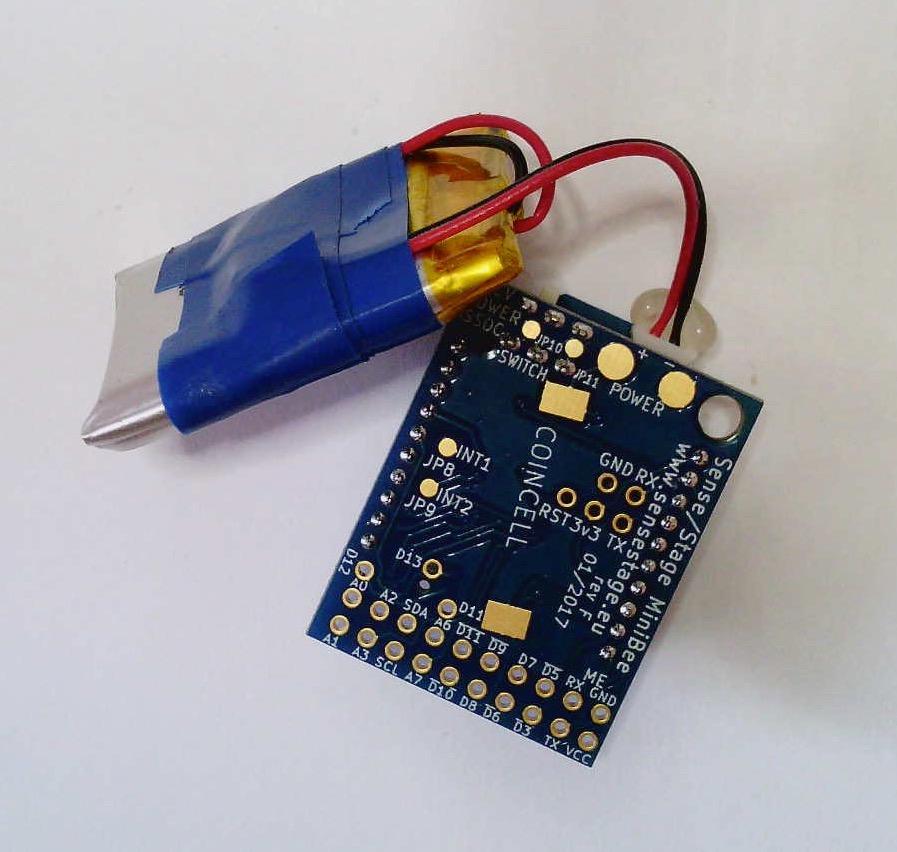 POWER
JP10
SWITCH
JP11
+
-
POWER
INT1
JP8
INT2
JP9
COINCELL
GND RX
RST 3v3 TX
Sense/Stage MiniBee
www.sensestage.eu
rev F
01/2017
D13
D12
A0 A2 SDA A6 D11 D9 D7 D5 RX GND
D11
A1 A3 SCL A7 D10 D8 D6 D3 TX VCC
ME